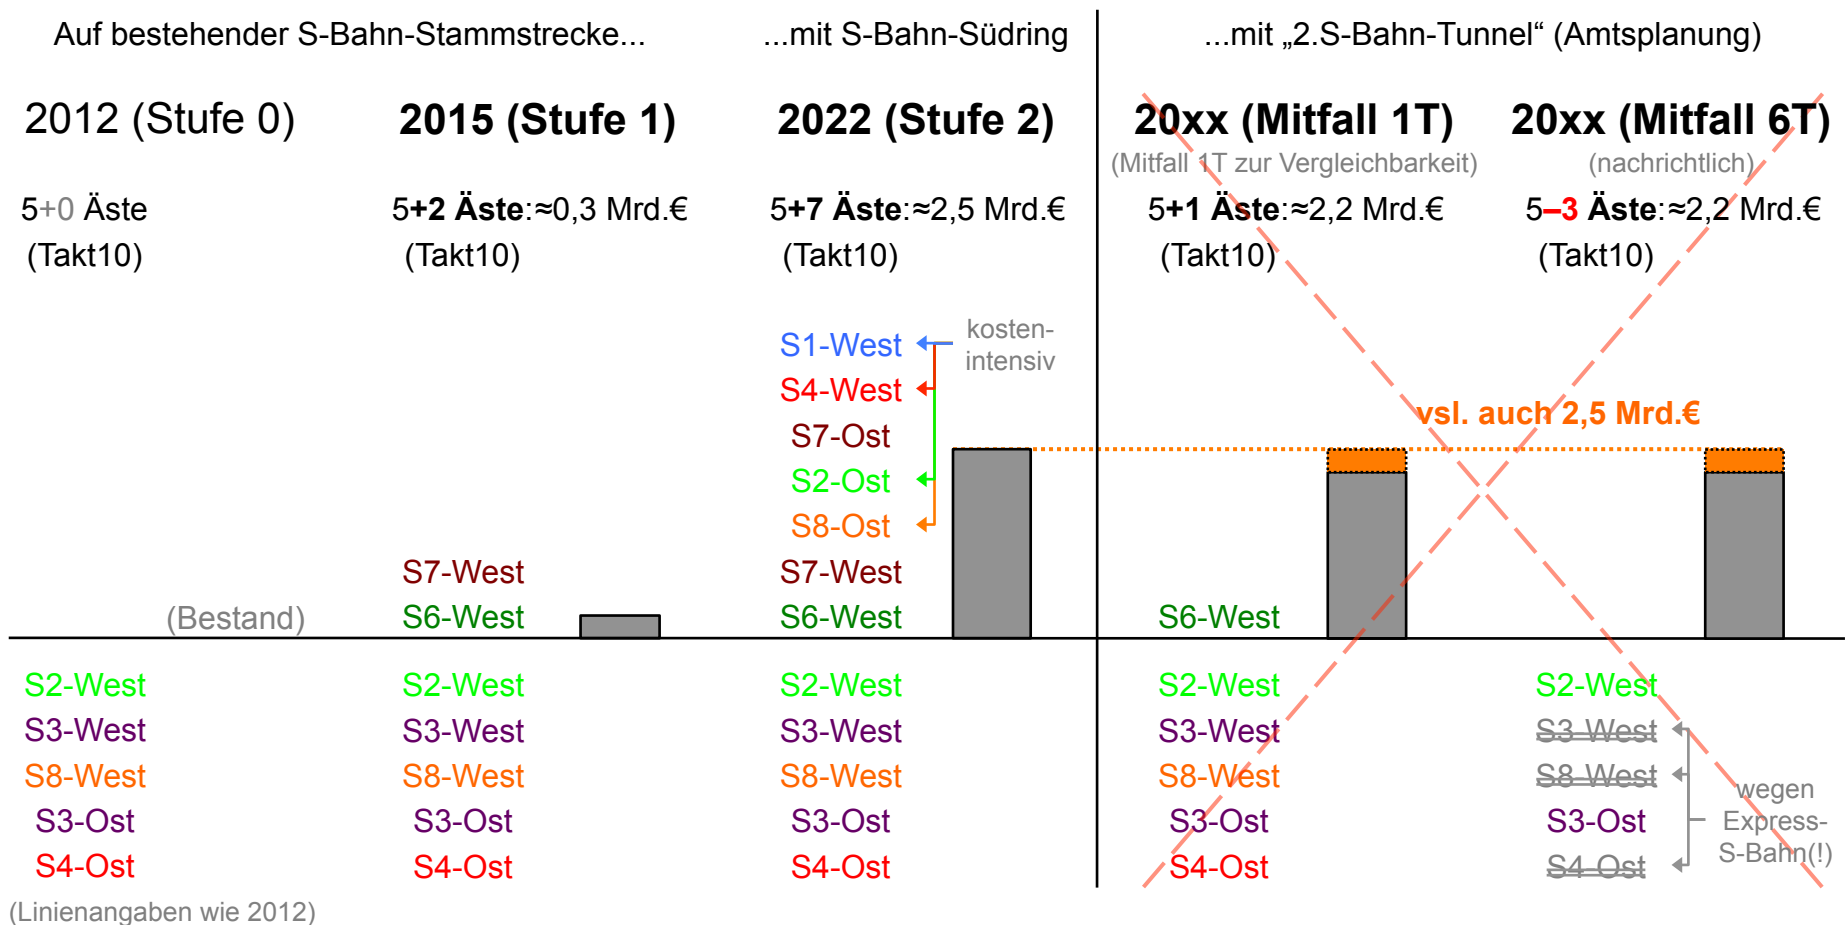 Auf bestehender S-Bahn-Stammstrecke...
...mit S-Bahn-Südring
...mit „2.S-Bahn-Tunnel“ (Amtsplanung)
2012 (Stufe 0)
2015 (Stufe 1)
2022 (Stufe 2)
20xx (Mitfall 1T)
20xx (Mitfall 6T)
(Mitfall 1T zur Vergleichbarkeit)
(nachrichtlich)
5+0 Äste
5+2 Äste:≈0,3 Mrd.€
5+7 Äste:≈2,5 Mrd.€
5+1 Äste:≈2,2 Mrd.€
5–3 Äste:≈2,2 Mrd.€
(Takt10)
(Takt10)
(Takt10)
(Takt10)
(Takt10)
S1-West
kosten-
intensiv
S4-West
vsl. auch 2,5 Mrd.€
S7-Ost
S2-Ost
S8-Ost
S7-West
S7-West
(Bestand)
S6-West
S6-West
S6-West
S2-West
S2-West
S2-West
S2-West
S2-West
S3-West
S3-West
S3-West
S3-West
S3-West
S8-West
S8-West
S8-West
S8-West
S8-West
wegen
Express-
S-Bahn(!)
S3-Ost
S3-Ost
S3-Ost
S3-Ost
S3-Ost
S4-Ost
S4-Ost
S4-Ost
S4-Ost
S4-Ost
(Linienangaben wie 2012)